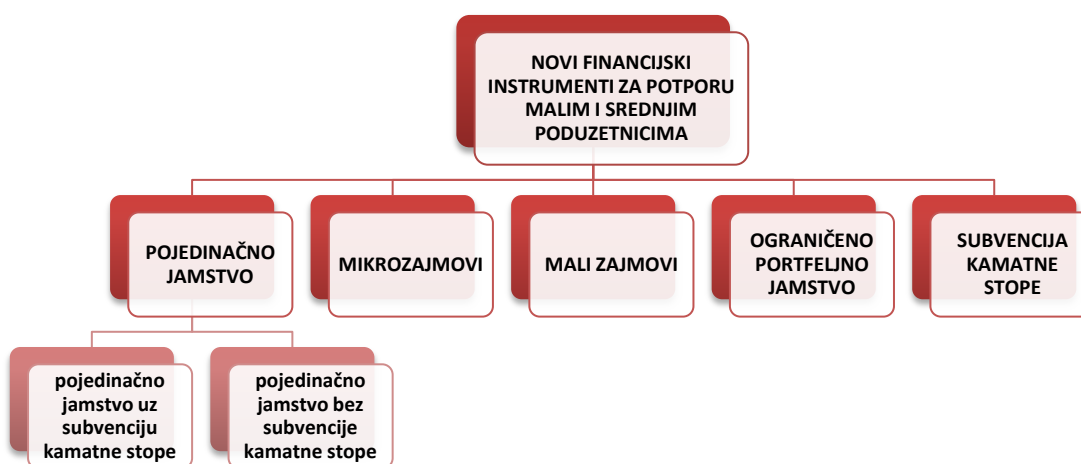 NOVI FINANCIJSKI
INSTRUMENTI ZA POTPORU
MALIM I SREDNJIM
PODUZETNICIMA
POJEDINAČNO
JAMSTVO
MIKROZAJMOVI
MALI ZAJMOVI
OGRANIČENO
PORTFELJNO
JAMSTVO
SUBVENCIJA
KAMATNE
STOPE
pojedinačno
jamstvo uz
subvenciju
kamatne stope
pojedinačno
jamstvo bez
subvencije
kamatne stope